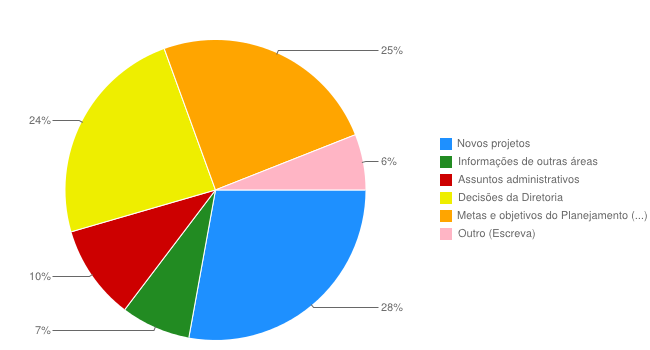 25%
24%
6%
10%
7%
28%
Novos projetos
Informações de outras áreas
Assuntos administrativos
Decisões da Diretoria
Metas e objetivos do Planejamento (...)
Outro (Escreva)